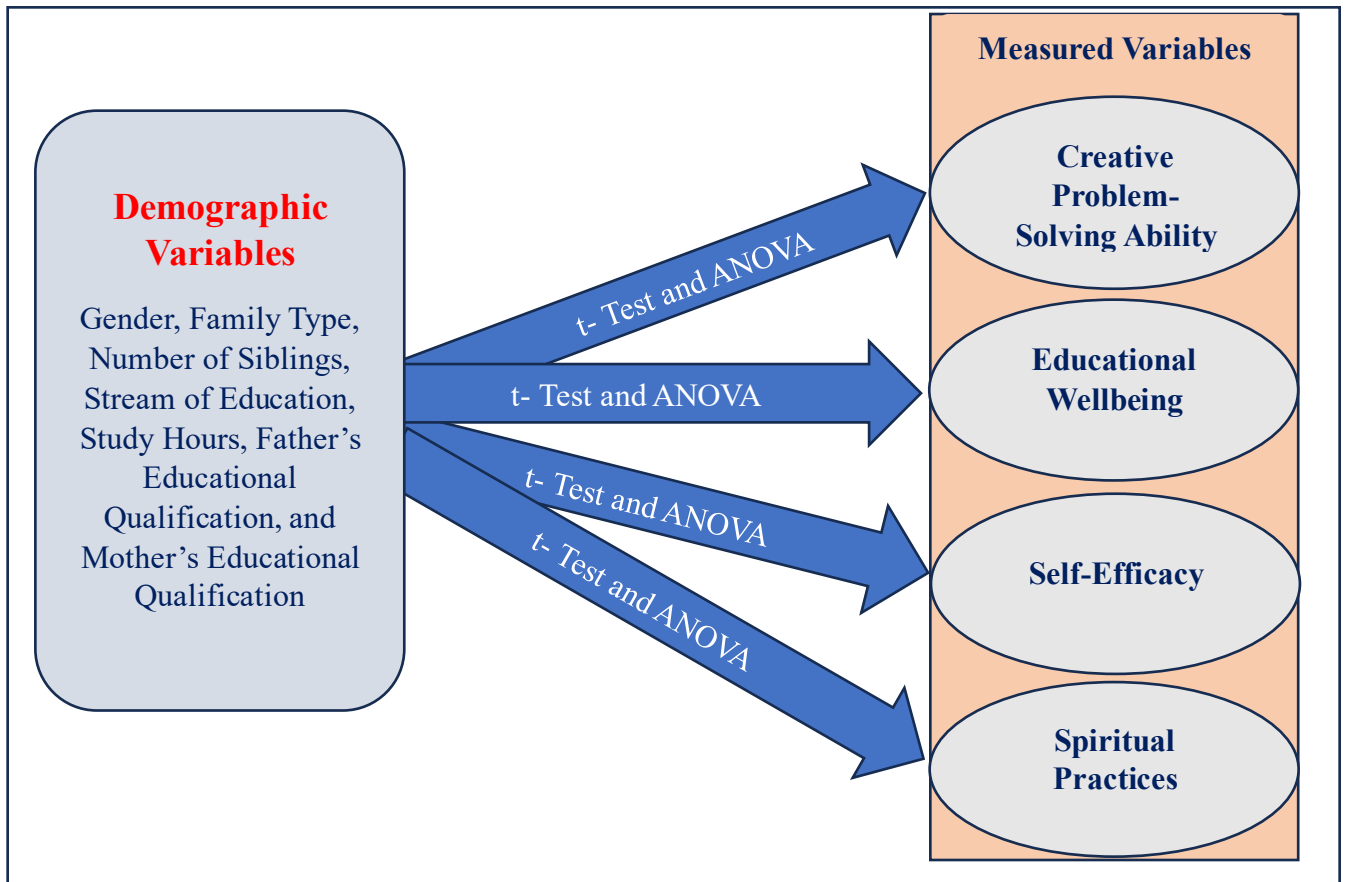 Demographic
Variables
Gender, Family Type,
Number of Siblings,
Stream of Education,
Study Hours, Father’s
Educational
Qualification, and
Mother’s Educational
Qualification
t- Test and ANOVA
t- Test and ANOVA
t- Test and ANOVA
t- Test and ANOVA
Measured Variables
Creative
Problem-
Solving Ability
Educational
Wellbeing
Self-Efficacy
Spiritual
Practices